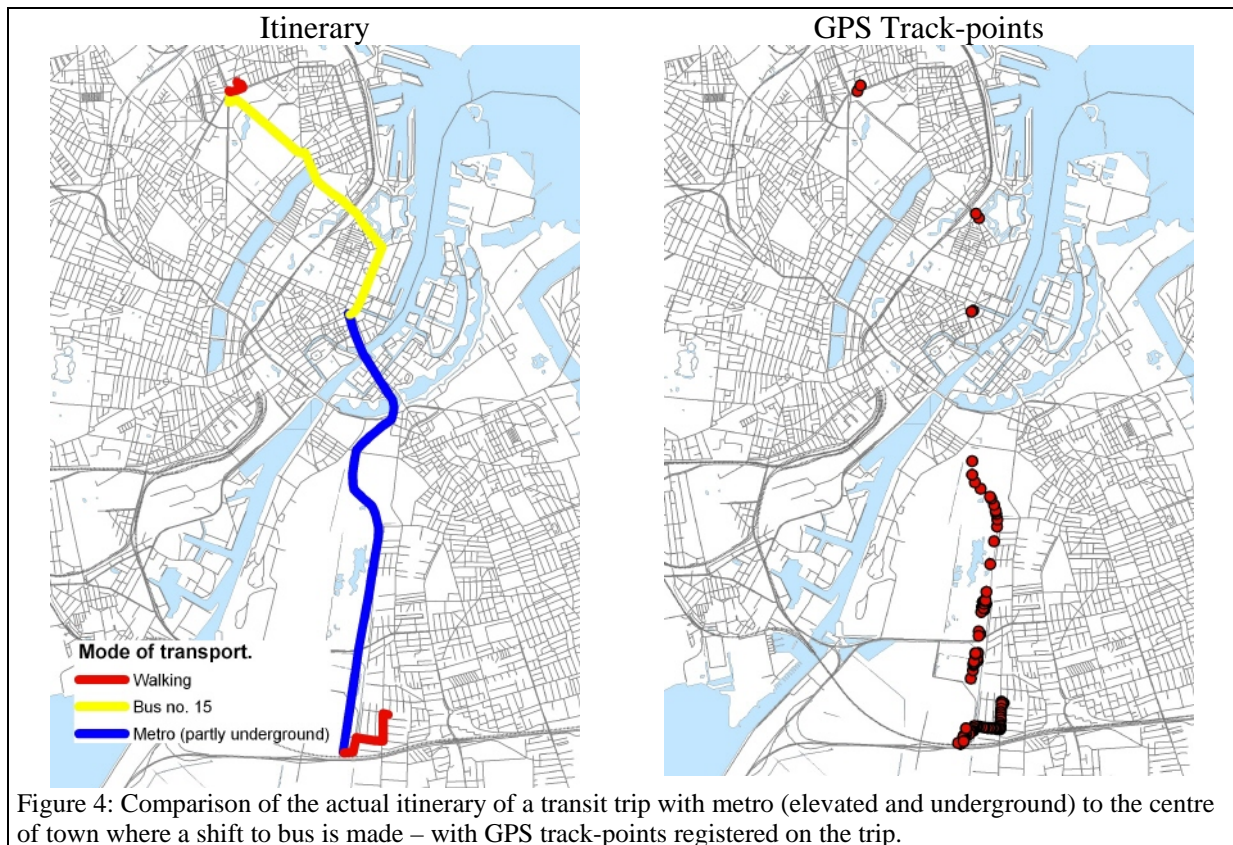 Itinerary
GPS Track-points
Mode of transport.
Walking
Bus no. 15
Metro (partly underground)
Figure 4: Comparison of the actual itinerary of a transit trip with metro (elevated and underground) to the centre
of town where a shift to bus is made – with GPS track-points registered on the trip.